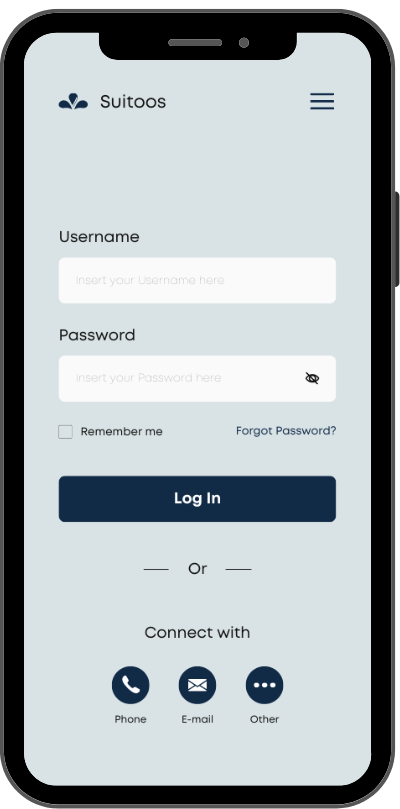 Suitoos
Username
Insert your Username here
Password
Insert your Password here
Remember me Forgot Password?
Log In
Or
Connect with
Phone E-mail Other